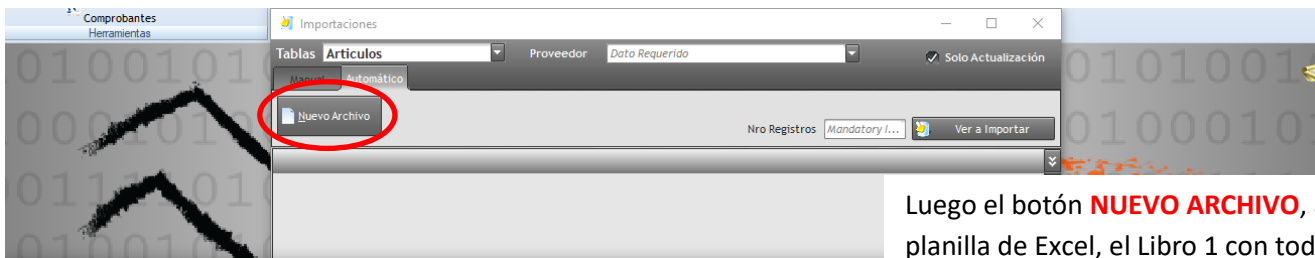 Comprobantes
Herramientas
Importaciones
Tablas Articulos Proveedor Dato Requerido Solo Actualización
Manual Automático
Nuevo Archivo
Nro Registros Mandatory I... Ver a Importar
Luego el botón NUEVO ARCHIVO,
planilla de Excel, el Libro 1 con tod